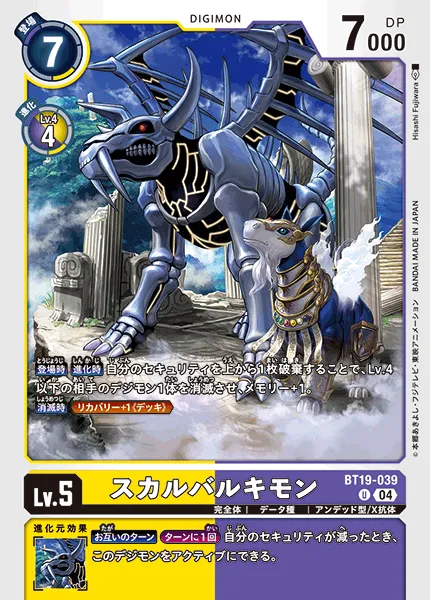 登場
7
DIGIMON
7000
DP
進化
Lv.4
4
Hisashi Fujiwara
BANDAI MADE IN JAPAN
©本郷あきよし・フジテレビ・東映アニメーション
登場時 進化時 自分のセキュリティを上から1枚破棄することで、Lv.4
以下の相手のデジモン1体を消滅させ、メモリー+1。
消滅時 リカバリー+1《デッキ》
BT19-039
Lv.5
スカルバルキモン
U 04
完全体 | データ種 | アンデッド型/X抗体
進化元効果
お互いのターン ターンに1回 自分のセキュリティが減ったとき、
このデジモンをアクティブにできる。